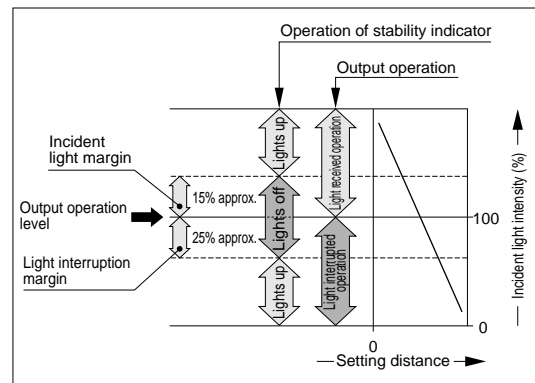 Operation of stability indicator
Output operation
Incident
light margin
Output operation
level
Light interruption
margin
15% approx.
25% approx.
Lights up
Lights off
Lights up
Light received operation
Light interrupted
operation
100
0
0
Setting distance
Incident light intensity (%)